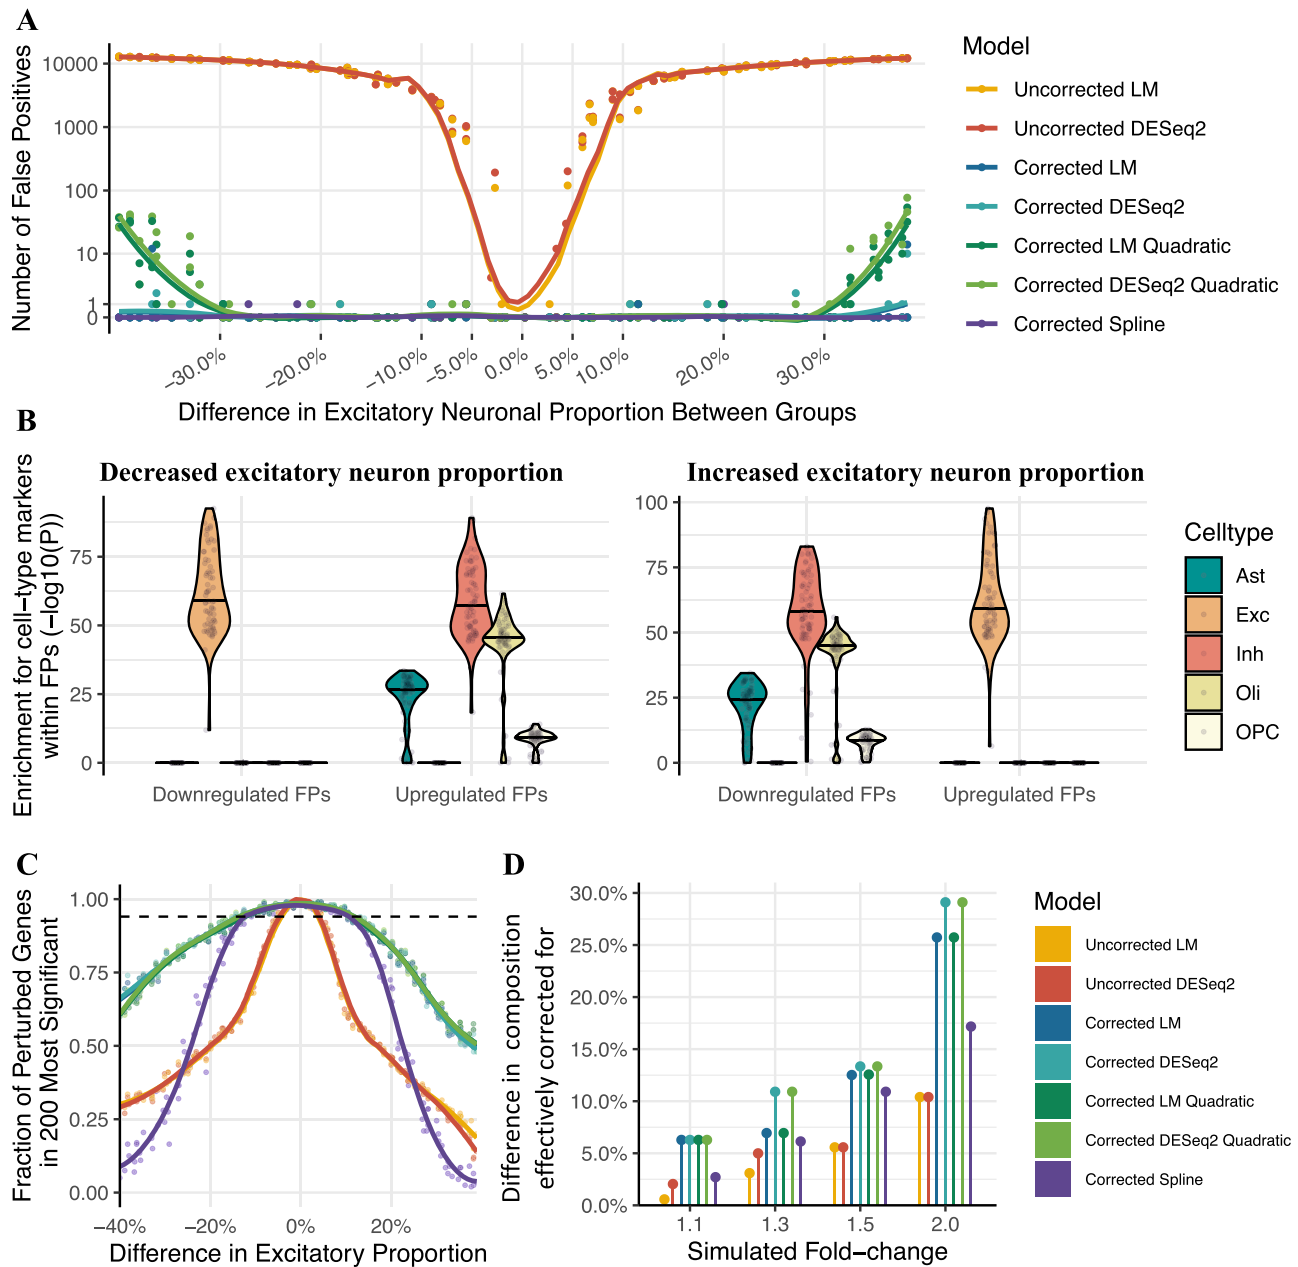 A
Number of False Positives
10000
1000
100
10
1
0
−30.0%
−20.0%
−10.0%
−5.0%
0.0%
5.0%
10.0%
20.0%
30.0%
Difference in Excitatory Neuronal Proportion Between Groups
Model
Uncorrected LM
Uncorrected DESeq2
Corrected LM
Corrected DESeq2
Corrected LM Quadratic
Corrected DESeq2 Quadratic
Corrected Spline
B
Enrichment for cell−type markers
within FPs (−log10(P))
Decreased excitatory neuron proportion
75
50
25
0
Downregulated FPs
Upregulated FPs
Increased excitatory neuron proportion
100
75
50
25
0
Downregulated FPs
Upregulated FPs
Celltype
Ast
Exc
Inh
Oli
OPC
C
Fraction of Perturbed Genes
in 200 Most Significant
1.00
0.75
0.50
0.25
0.00
−40%
−20%
0%
20%
Difference in Excitatory Proportion
D
Difference in composition
effectively corrected for
30.0%
25.0%
20.0%
15.0%
10.0%
5.0%
0.0%
1.1
1.3
1.5
2.0
Simulated Fold−change
Model
Uncorrected LM
Uncorrected DESeq2
Corrected LM
Corrected DESeq2
Corrected LM Quadratic
Corrected DESeq2 Quadratic
Corrected Spline